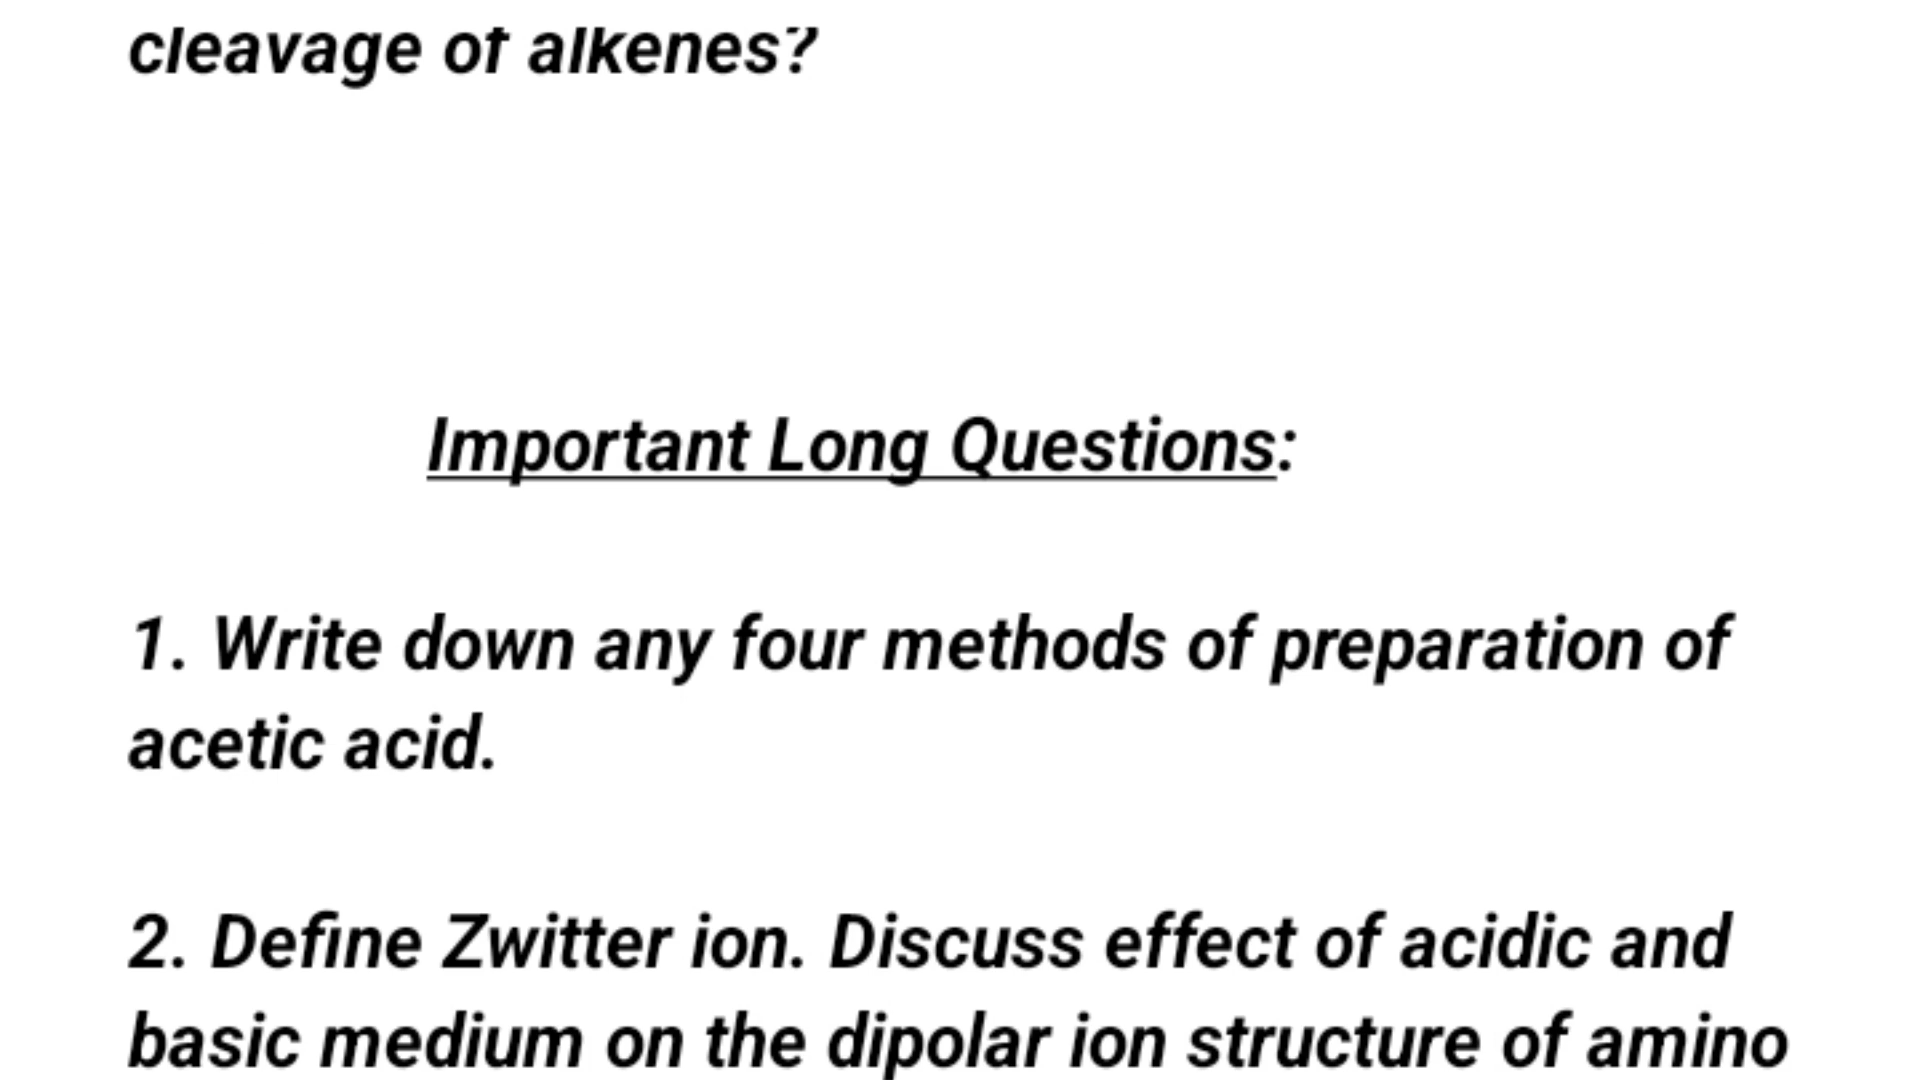 cleavage of alkenes?
Important Long Questions:
1. Write down any four methods of preparation of
acetic acid.
2. Define Zwitter ion. Discuss effect of acidic and
basic medium on the dipolar ion structure of amino